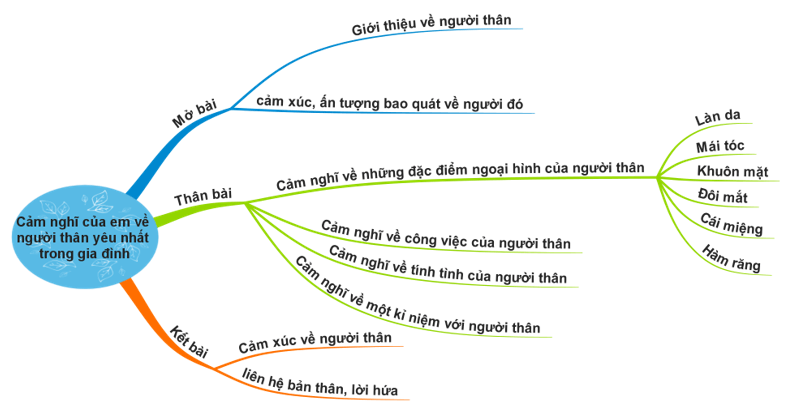 Cảm nghĩ của em về
người thân yêu nhất
trong gia đình
Mở bài
Giới thiệu về người thân
cảm xúc, ấn tượng bao quát về người đó
Thân bài
Cảm nghĩ về những đặc điểm ngoại hình của người thân
Làn da
Mái tóc
Khuôn mặt
Đôi mắt
Cái miệng
Hàm răng
Cảm nghĩ về công việc của người thân
Cảm nghĩ về tính tình của người thân
Cảm nghĩ về một kỉ niệm với người thân
Kết bài
Cảm xúc về người thân
liên hệ bản thân, lời hứa